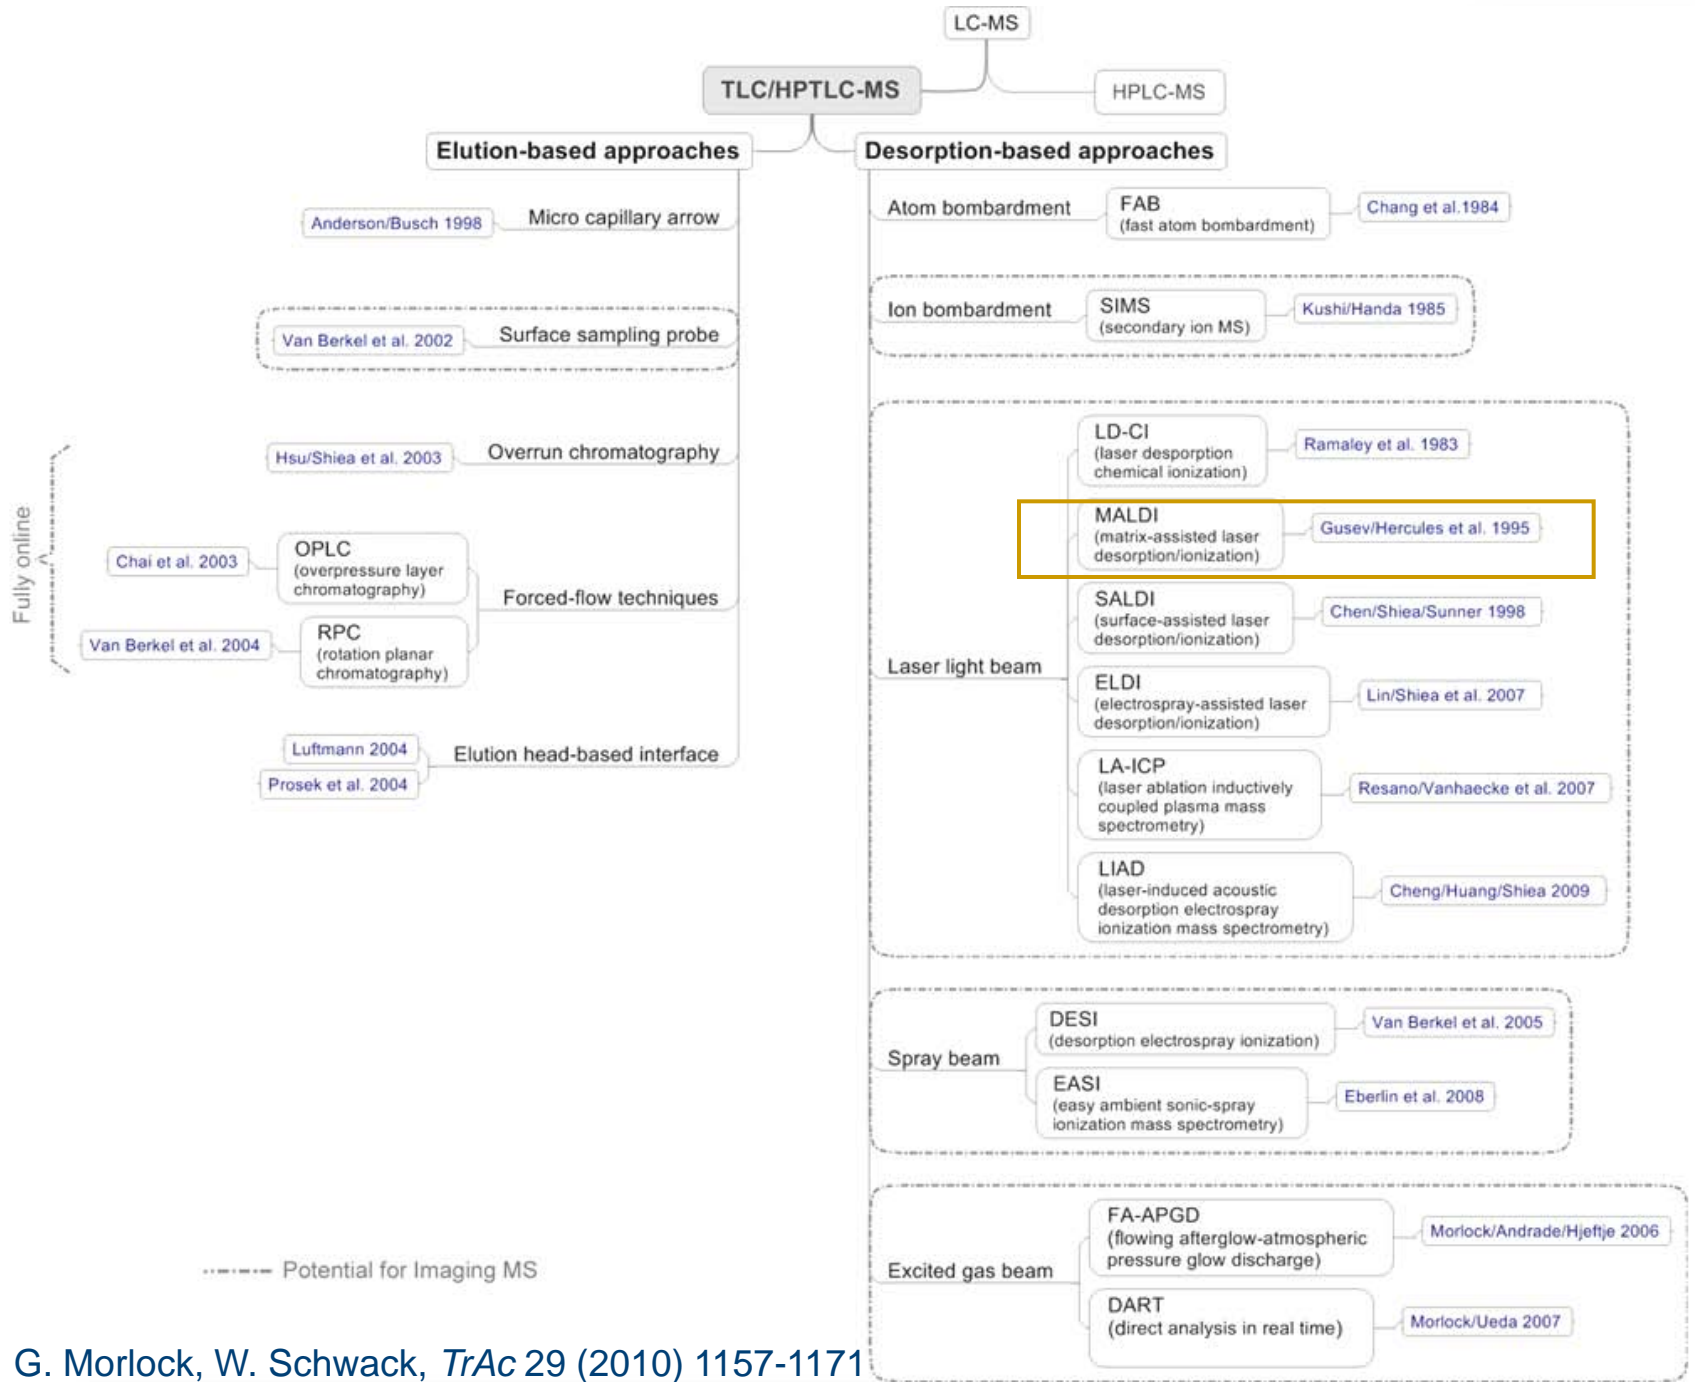 LC-MS
TLC/HPTLC-MS
HPLC-MS
Elution-based approaches
Desorption-based approaches
Anderson/Busch 1998
Micro capillary arrow
Van Berkel et al. 2002
Surface sampling probe
Fully online
Hsu/Shiea et al. 2003
Overrun chromatography
Chai et al. 2003
OPLC
(overpressure layer
chromatography)
Forced-flow techniques
Van Berkel et al. 2004
RPC
(rotation planar
chromatography)
Luftmann 2004
Prosek et al. 2004
Elution head-based interface
Atom bombardment
FAB
(fast atom bombardment)
Chang et al.1984
Ion bombardment
SIMS
(secondary ion MS)
Kushi/Handa 1985
Laser light beam
LD-CI
(laser desporption
chemical ionization)
Ramaley et al. 1983
MALDI
(matrix-assisted laser
desorption/ionization)
Gusev/Hercules et al. 1995
SALDI
(surface-assisted laser
desorption/ionization)
Chen/Shiea/Sunner 1998
ELDI
(electrospray-assisted laser
desorption/ionization)
Lin/Shiea et al. 2007
LA-ICP
(laser ablation inductively
coupled plasma mass
spectrometry)
Resano/Vanhaecke et al. 2007
LIAD
(laser-induced acoustic
desorption electrospray
ionization mass spectrometry)
Cheng/Huang/Shiea 2009
Spray beam
DESI
(desorption electrospray ionization)
Van Berkel et al. 2005
EASI
(easy ambient sonic-spray
ionization mass spectrometry)
Eberlin et al. 2008
Excited gas beam
FA-APGD
(flowing afterglow-atmospheric
pressure glow discharge)
Morlock/Andrade/Hjeftje 2006
DART
(direct analysis in real time)
Morlock/Ueda 2007
Potential for Imaging MS
G. Morlock, W. Schwack, TrAc 29 (2010) 1157-1171